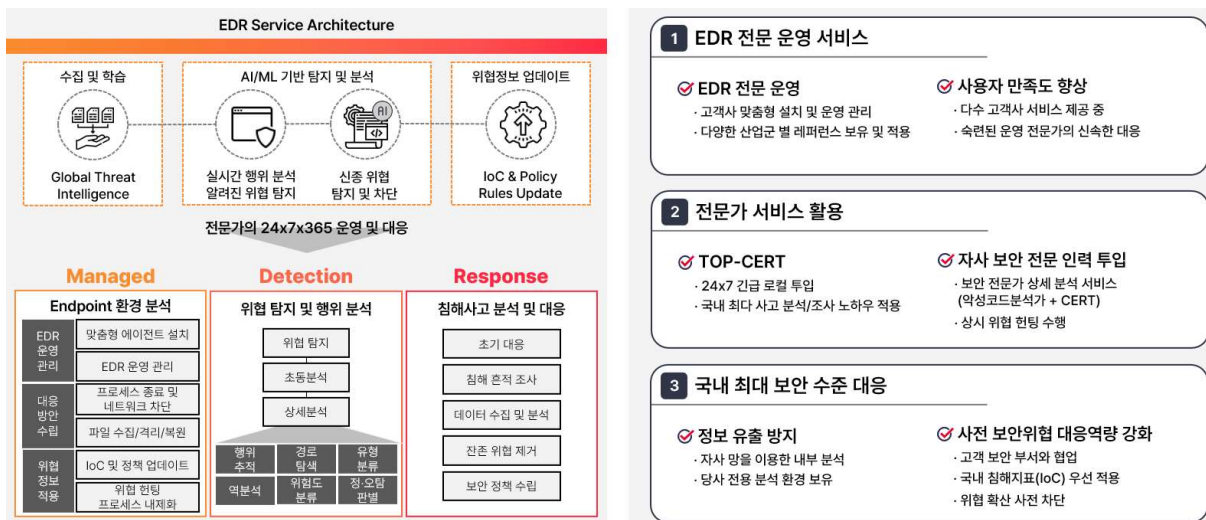 EDR Service Architecture
수집 및 학습
Global Threat
Intelligence
AI/ML 기반 탐지 및 분석
AI
실시간 행위 분석
알려진 위협 탐지
신종 위협
탐지 및 차단
위협정보 업데이트
IoC & Policy
Rules Update
전문가의 24x7x365 운영 및 대응
Managed
Endpoint 환경 분석
EDR
운영
관리
맞춤형 에이전트 설치
EDR 운영 관리
대응
방안
수립
프로세스 종료 및
네트워크 차단
파일 수집/격리/복원
위협
정보
적용
IoC 및 정책 업데이트
위협 헌팅
프로세스 내제화
Detection
위협 탐지 및 행위 분석
위협 탐지
초동분석
상세분석
행위
추적
경로
탐색
유형
분류
역분석
위험도
분류
정·오탐
판별
Response
침해사고 분석 및 대응
초기 대응
침해 흔적 조사
데이터 수집 및 분석
잔존 위협 제거
보안 정책 수립
1 EDR 전문 운영 서비스
EDR 전문 운영
· 고객사 맞춤형 설치 및 운영 관리
· 다양한 산업군 별 레퍼런스 보유 및 적용
사용자 만족도 향상
· 다수 고객사 서비스 제공 중
· 숙련된 운영 전문가의 신속한 대응
2 전문가 서비스 활용
TOP-CERT
· 24x7 긴급 로컬 투입
· 국내 최다 사고 분석/조사 노하우 적용
자사 보안 전문 인력 투입
· 보안 전문가 상세 분석 서비스
(악성코드분석가 + CERT)
· 상시 위협 헌팅 수행
3 국내 최대 보안 수준 대응
정보 유출 방지
· 자사 망을 이용한 내부 분석
· 당사 전용 분석 환경 보유
사전 보안위협 대응역량 강화
· 고객 보안 부서와 협업
· 국내 침해지표(IoC) 우선 적용
· 위협 확산 사전 차단